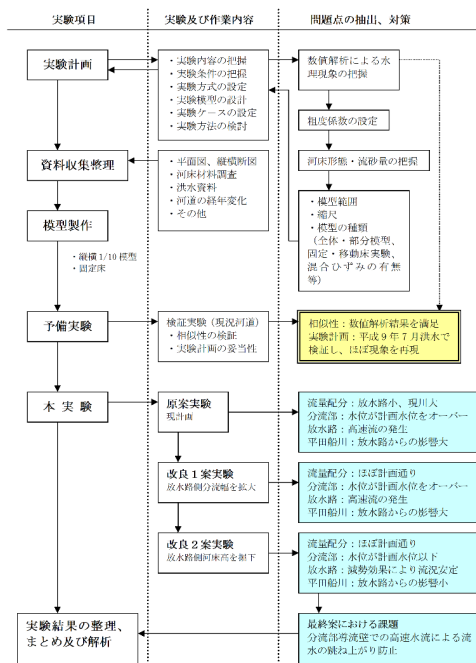 実験項目
実験及び作業内容
問題点の抽出、対策
実験計画
・実験内容の把握
・実験条件の把握
・実験方式の設定
・実験模型の設計
・実験ケースの設定
・実験方法の検討
数値解析による水
理現象の把握
粗度係数の設定
河床形態・流砂量の把握
・模型範囲
・縮尺
・模型の種類
（全体・部分模型、
固定・移動床実験、
混合ひずみの有無
等）
資料収集整理
・平面図、縦横断図
・河床材料調査
・洪水資料
・河道の経年変化
・その他
模型製作
・縦横 1/10 模型
・固定床
予備実験
検証実験（現況河道）
・相似性の検証
・実験計画の妥当性
相似性：数値解析結果を満足
実験計画：平成９年７月洪水で
検証し、ほぼ現象を再現
本 実 験
原案実験
現計画
流量配分：放水路小、現川大
分流部：水位が計画水位をオーバー
放水路：高速流の発生
平田船川：放水路からの影響大
改良１案実験
放水路側分流幅を拡大
流量配分：ほぼ計画通り
分流部：水位が計画水位をオーバー
放水路：高速流の発生
平田船川：放水路からの影響大
改良２案実験
放水路側河床高を掘下
流量配分：ほぼ計画通り
分流部：水位が計画水位以下
放水路：減勢効果により流況安定
平田船川：放水路からの影響小
実験結果の整理、
まとめ及び解析
最終案における課題
分流部導流壁での高速水流による
流水の跳ね上がり防止